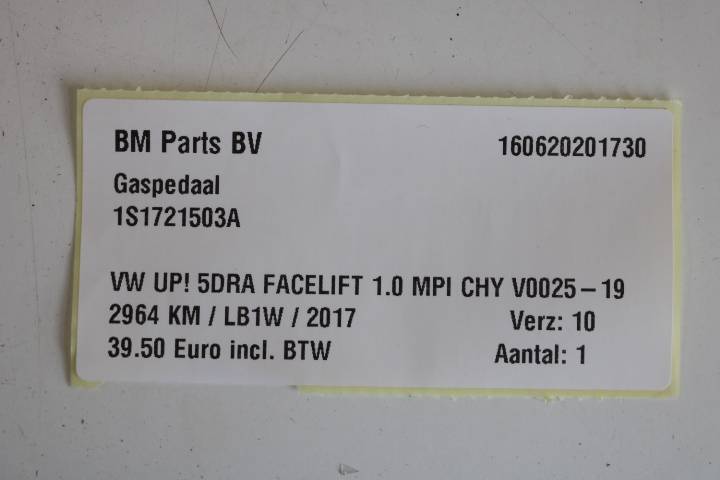 BM Parts BV 160620201730
Gaspedaal
1S1721503A
VW UP! 5DRA FACELIFT 1.0 MPI CHY V0025-19
2964 KM / LB1W / 2017 Verz: 10
39.50 Euro incl. BTW Aantal: 1